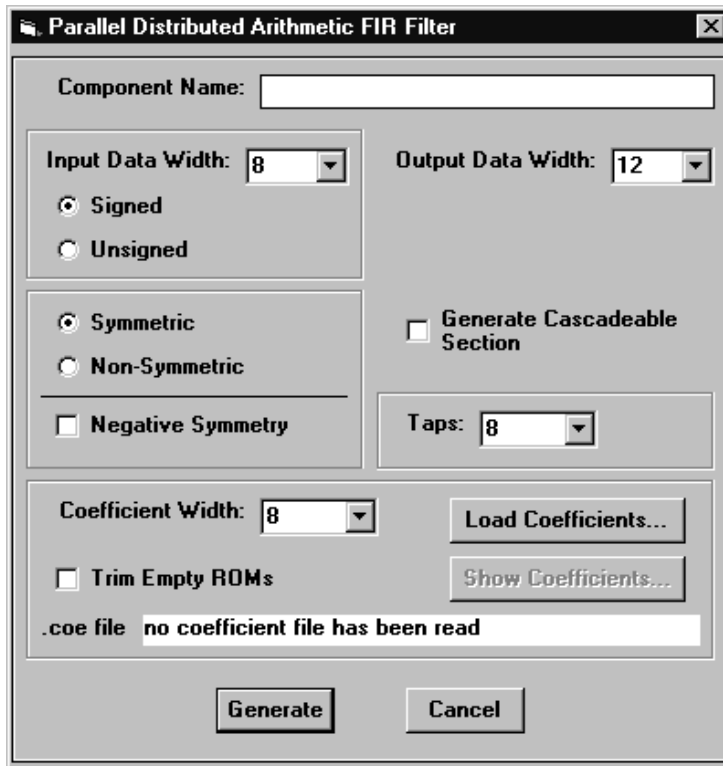 Parallel Distributed Arithmetic FIR Filter
Component Name:
Input Data Width: 8
Output Data Width: 12
Signed
Unsigned
Symmetric
Non-Symmetric
Negative Symmetry
Generate Cascadeable
Section
Taps: 8
Coefficient Width: 8
Load Coefficients...
Trim Empty ROMs
Show Coefficients...
.coe file no coefficient file has been read
Generate
Cancel